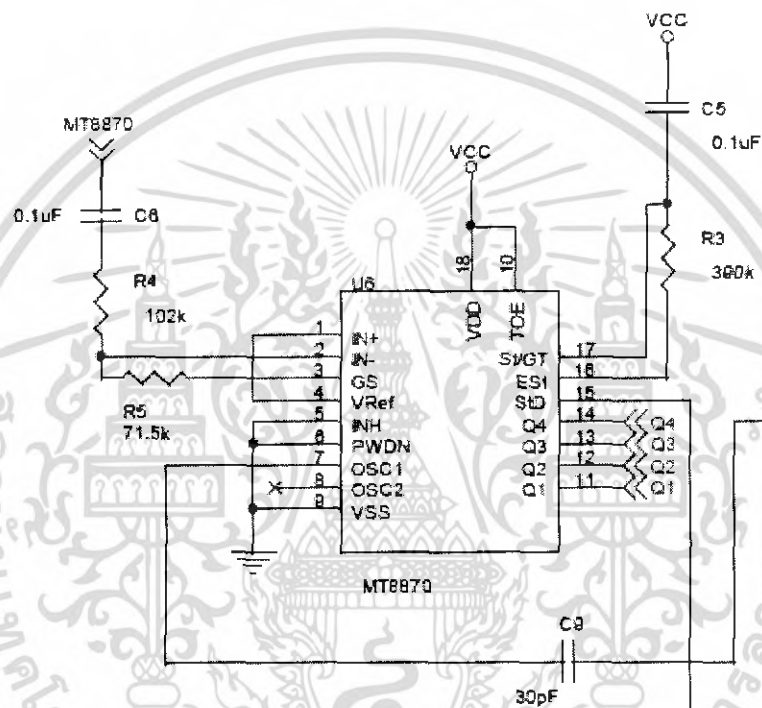 VCC
C5
0.1uF
MT8870
VCC
0.1uF
C6
R3
390k
R4
102k
U6
18
10
VDD
TOE
1
IN+
2
IN-
3
GS
4
VRef
5
INH
6
PWDN
7
OSC1
8
OSC2
9
VSS
St/GT
17
ESt
16
StD
15
Q4
14
Q4
Q3
13
Q3
Q2
12
Q2
Q1
11
Q1
R5
71.5k
MT8870
C9
30pF